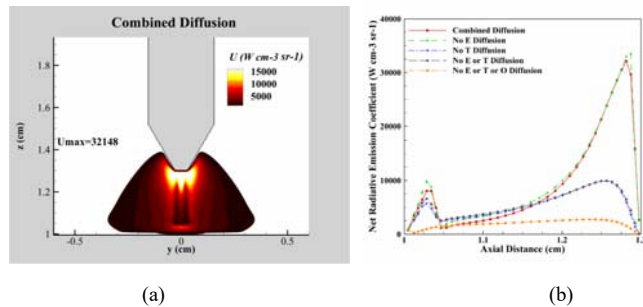 Combined Diffusion
U (W cm-3 sr-1)
15000
10000
5000
Umax=32148
1.8
1.6
1.4
1.2
1
z (cm)
-0.5
0
0.5
y (cm)
(a)
Net Radiative Emission Coefficient (W cm-3 sr-1)
40000
30000
20000
10000
0
Combined Diffusion
No E Diffusion
No T Diffusion
No E or T Diffusion
No E or T or O Diffusion
1.1
1.2
Axial Distance (cm)
(b)